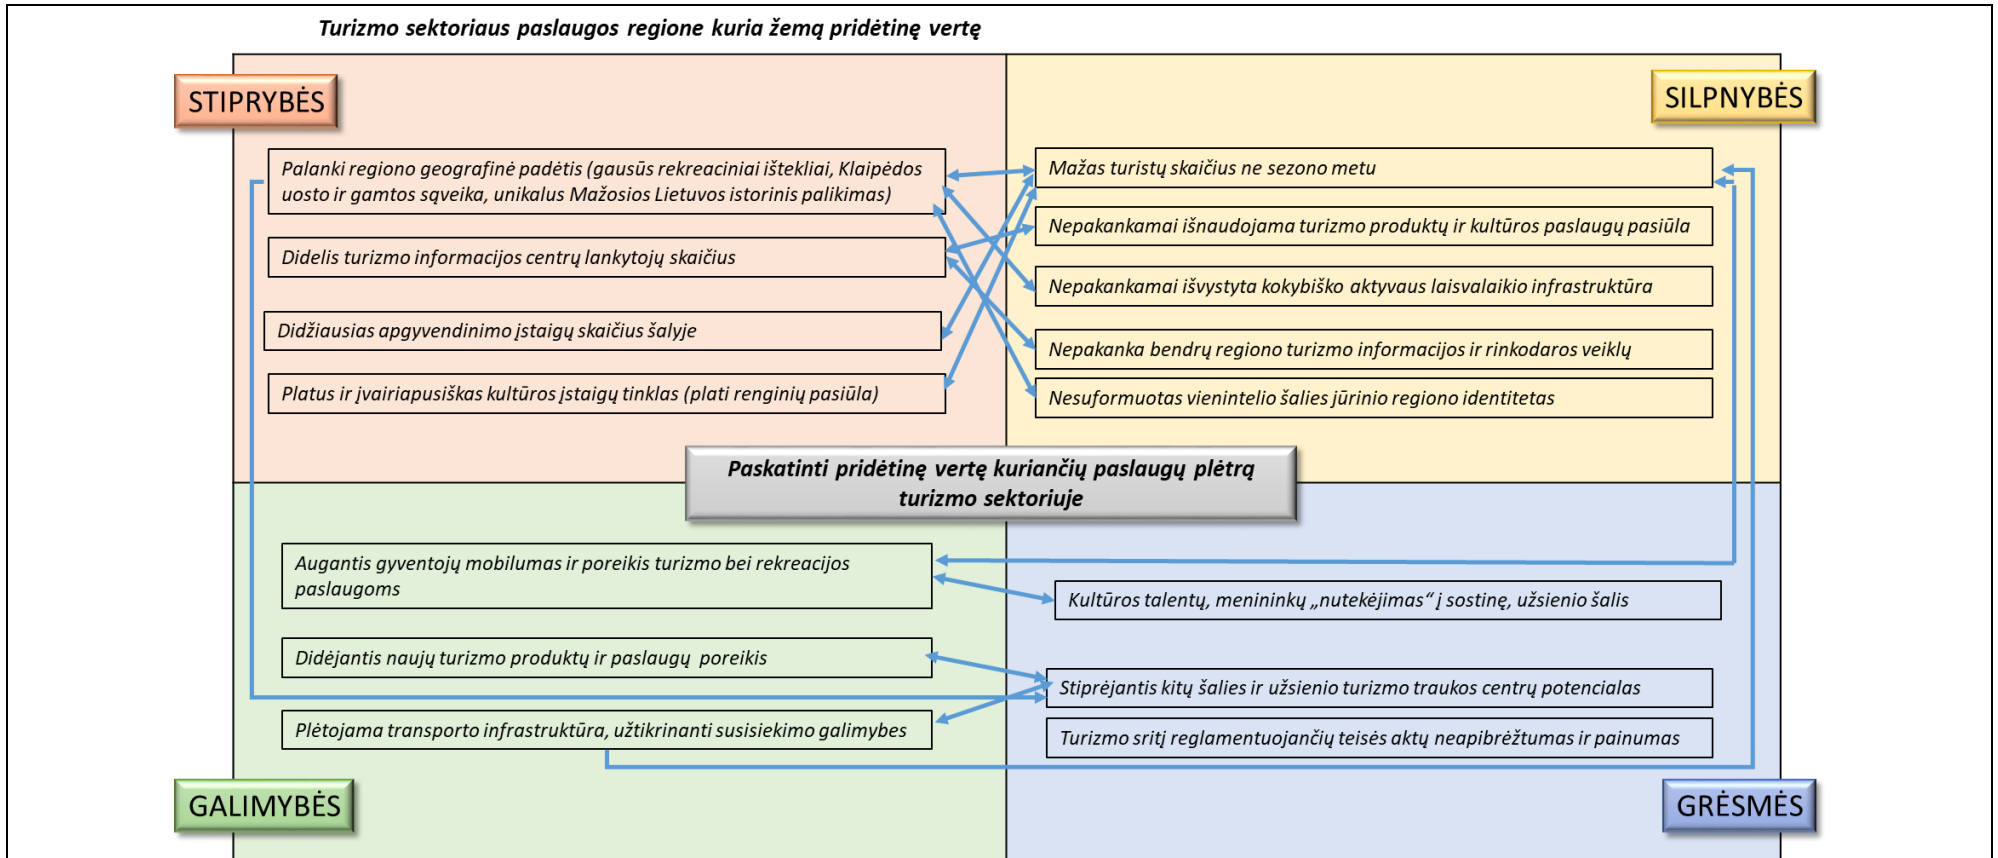 Turizmo sektoriaus paslaugos regione kuria žemą pridėtinę vertę
STIPRYBĖS
SILPNYBĖS
Palanki regiono geografinė padėtis (gausūs rekreaciniai ištekliai, Klaipėdos
uosto ir gamtos sąveika, unikalus Mažosios Lietuvos istorinis palikimas)
Didelis turizmo informacijos centrų lankytojų skaičius
Didžiausias apgyvendinimo įstaigų skaičius šalyje
Platus ir įvairiapusiškas kultūros įstaigų tinklas (plati renginių pasiūla)
Mažas turistų skaičius ne sezono metu
Nepakankamai išnaudojama turizmo produktų ir kultūros paslaugų pasiūla
Nepakankamai išvystyta kokybiško aktyvaus laisvalaikio infrastruktūra
Nepakanka bendrų regiono turizmo informacijos ir rinkodaros veiklų
Nesuformuotas vienintelio šalies jūrinio regiono identitetas
Paskatinti pridėtinę vertę kuriančių paslaugų plėtrą
turizmo sektoriuje
Augantis gyventojų mobilumas ir poreikis turizmo bei rekreacijos
paslaugoms
Didėjantis naujų turizmo produktų ir paslaugų poreikis
Plėtojama transporto infrastruktūra, užtikrinanti susisiekimo galimybes
Kultūros talentų, menininkų „nutekėjimas“ į sostinę, užsienio šalis
Stiprėjantis kitų šalies ir užsienio turizmo traukos centrų potencialas
Turizmo sritį reglamentuojančių teisės aktų neapibrėžtumas ir painumas
GALIMYBĖS
GRĖSMĖS